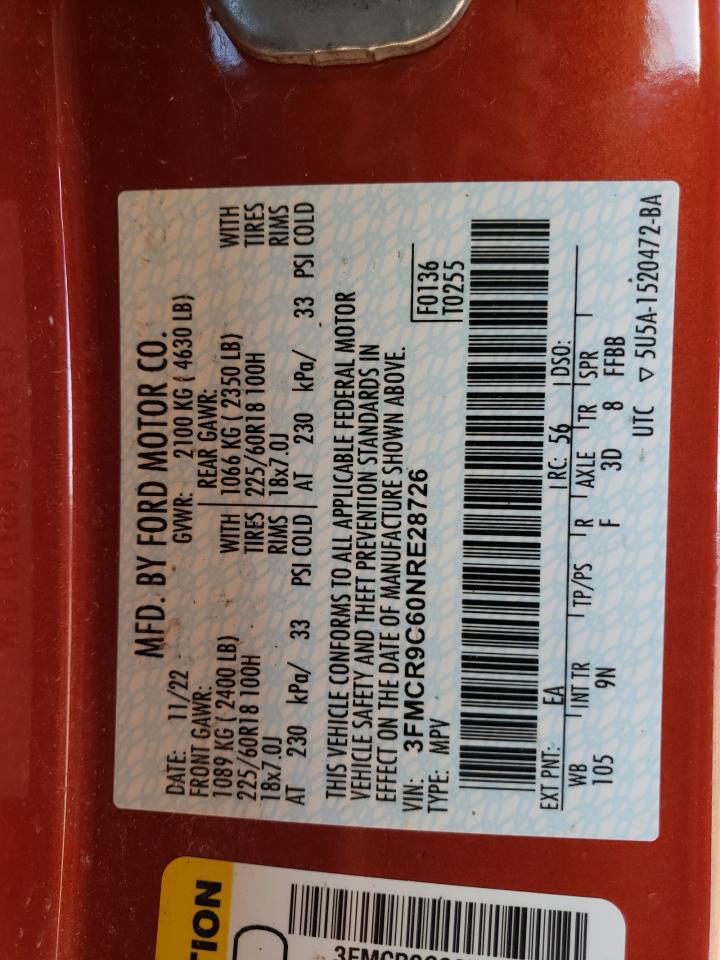 MFD. BY FORD MOTOR CO.
DATE: 11/22 GVWR: 2100 KG ( 4630 LB)
FRONT GAWR: REAR GAWR:
1089 KG ( 2400 LB) WITH 1066 KG ( 2350 LB) WITH
225/60R18 100H TIRES 225/60R18 100H TIRES
18x7.0J RIMS 18x7.0J RIMS
AT 230 kPa/ 33 PSI COLD AT 230 kPa/ 33 PSI COLD
THIS VEHICLE CONFORMS TO ALL APPLICABLE FEDERAL MOTOR
VEHICLE SAFETY AND THEFT PREVENTION STANDARDS IN
EFFECT ON THE DATE OF MANUFACTURE SHOWN ABOVE.
VIN: 3FMCR9C60NRE28726 F0136
TYPE: MPV T0255
EXT PNT: EA RC: 56 DSO:
WB INT TR TP/PS R AXLE TR SPR
105 9N F 3D 8 FFBB
UTC ▽ 5U5A-1520472-BA
TION